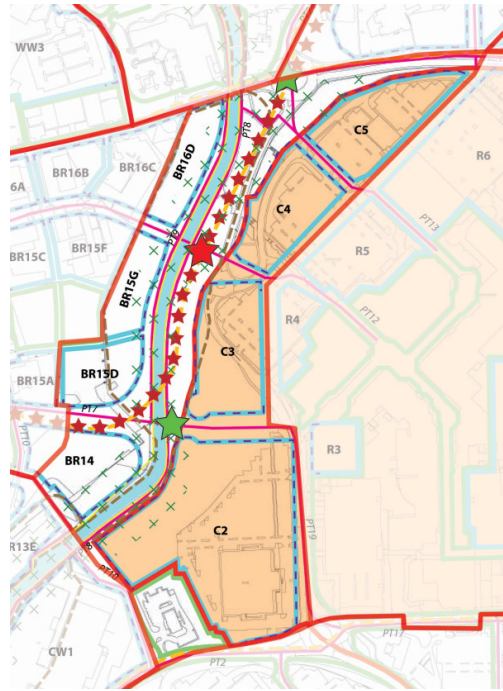 WW3
BR16D
PT8
C5
BR16C
BR16B
6A
R6
C4
PT9
PT13
BR15F
R5
BR15C
BR15G
R4
PT12
C3
BR15D
BR15A
PT7
PT10
R3
BR14
C2
PT19
R13E
PT10
CW1
PT17
PT2